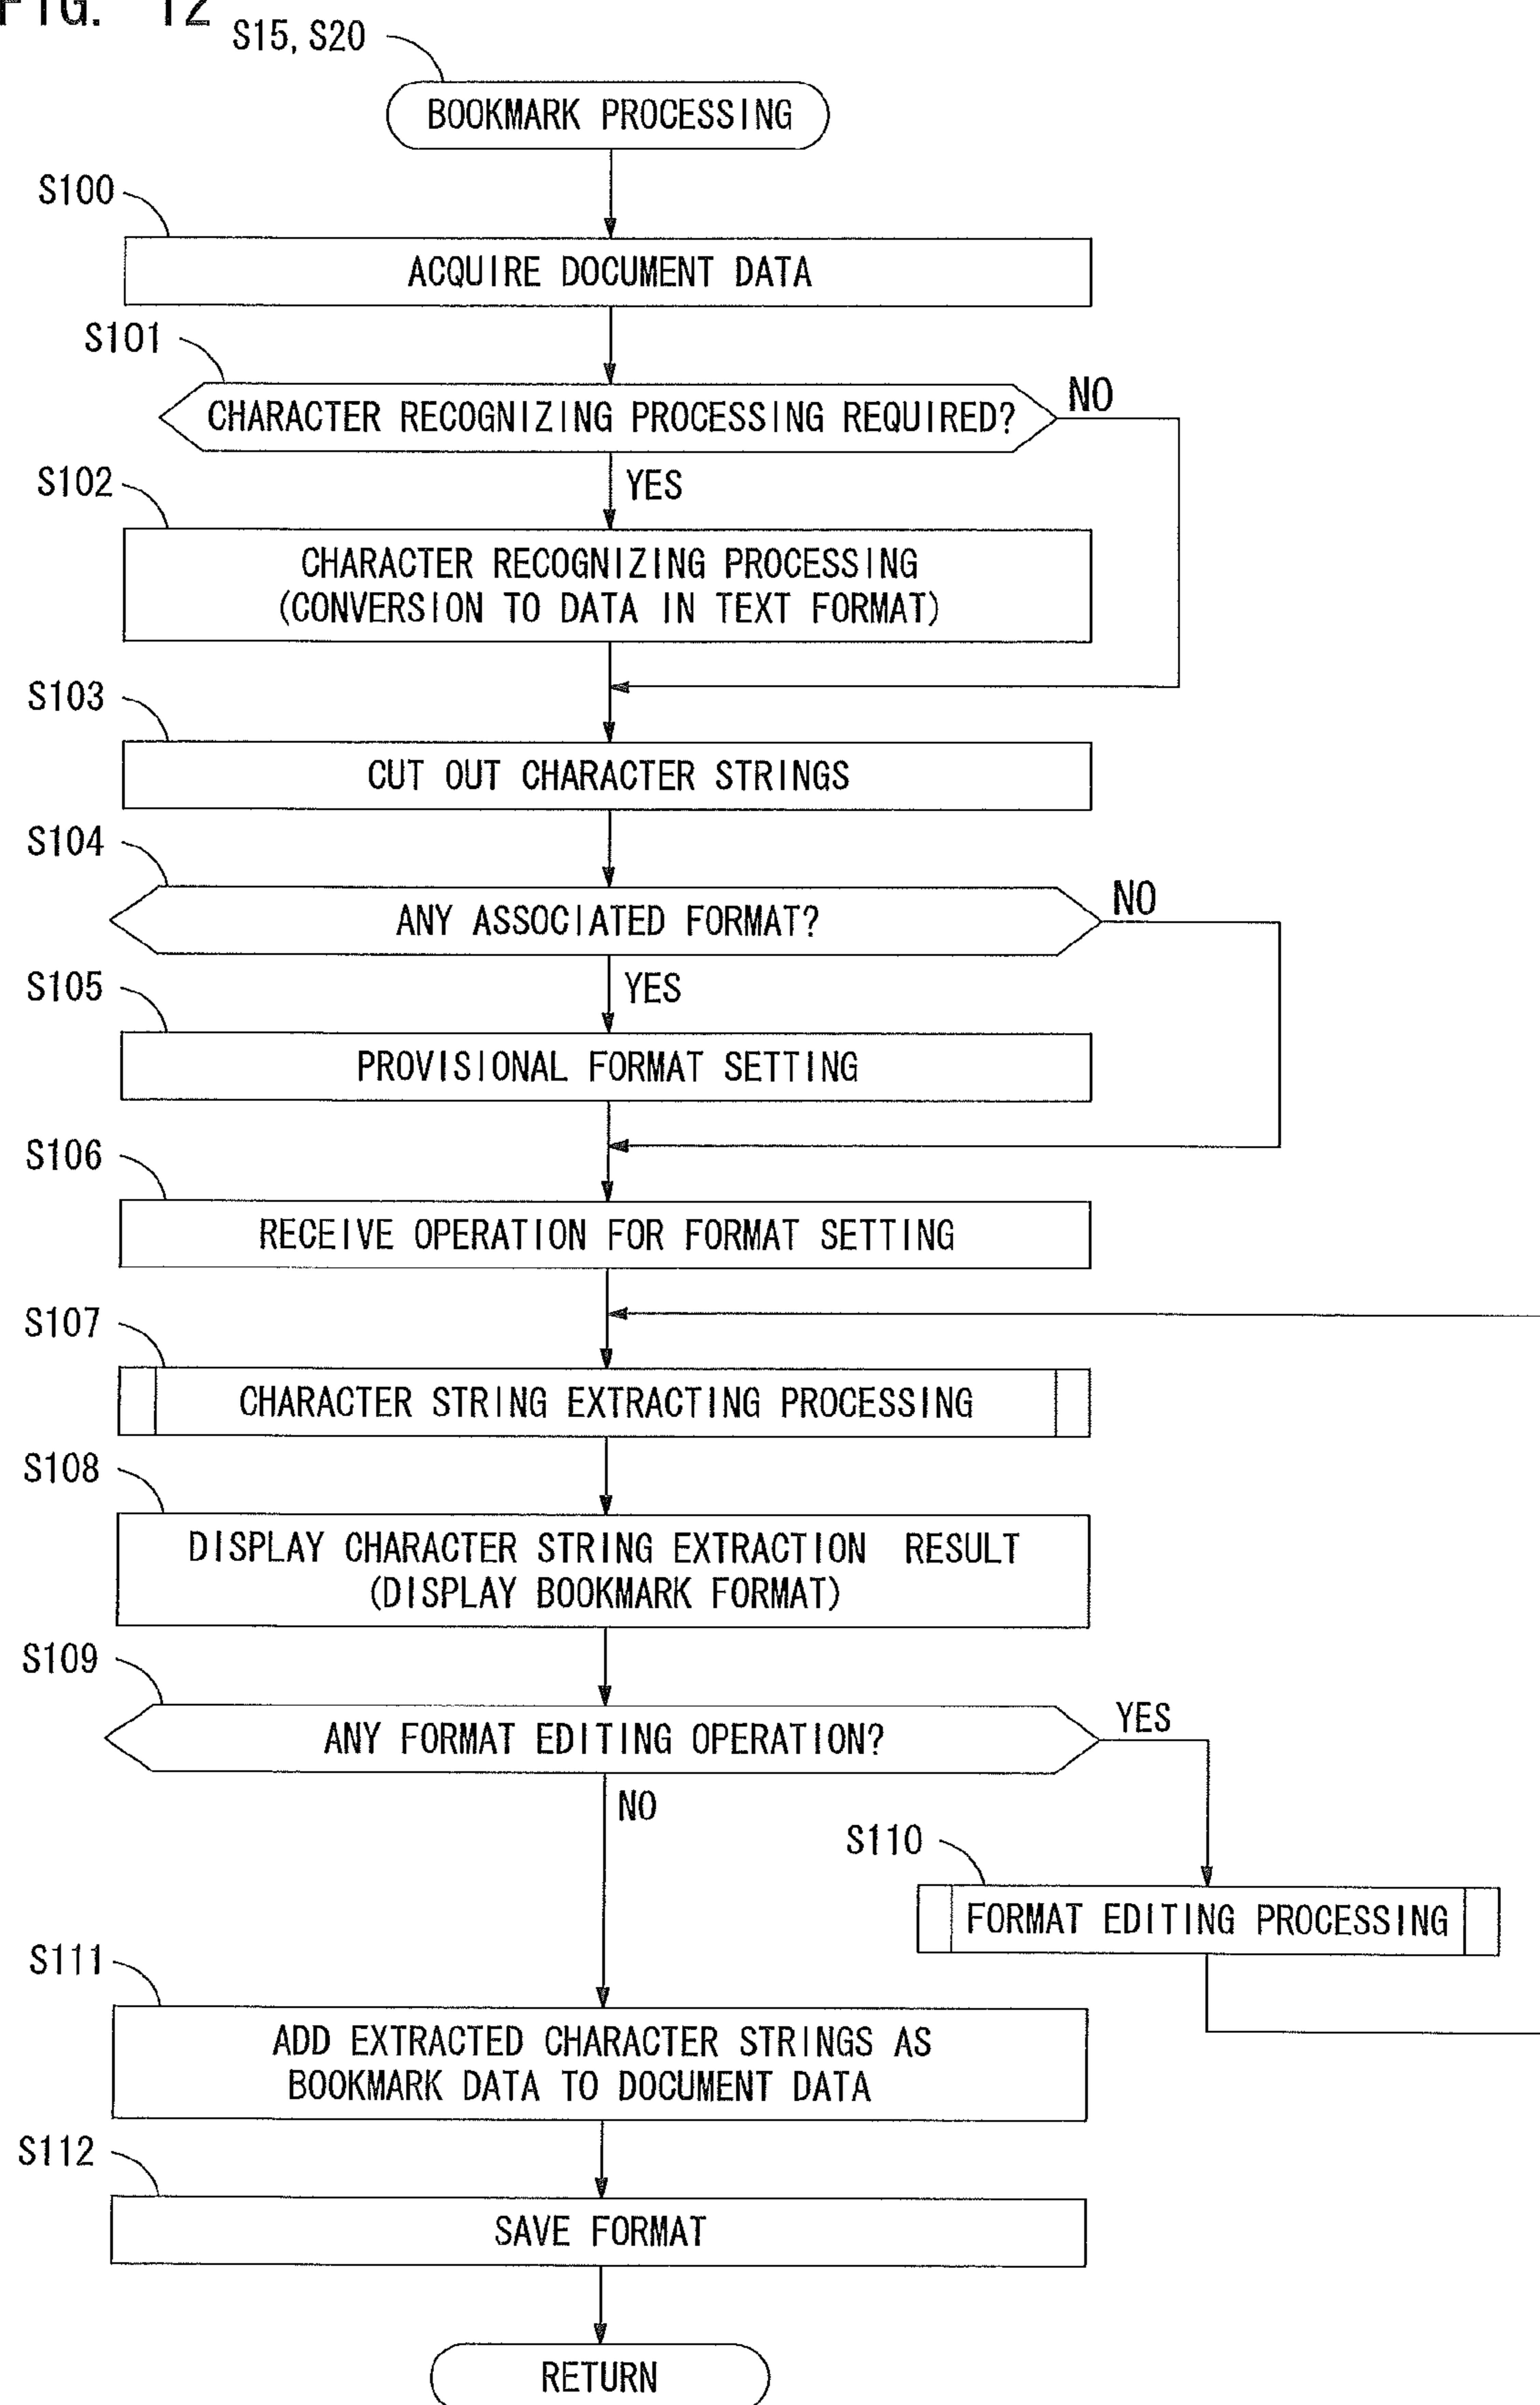 FIG. 12
S15, S20
BOOKMARK PROCESSING
S100
ACQUIRE DOCUMENT DATA
S101
CHARACTER RECOGNIZING PROCESSING REQUIRED?
NO
YES
S102
CHARACTER RECOGNIZING PROCESSING
(CONVERSION TO DATA IN TEXT FORMAT)
S103
CUT OUT CHARACTER STRINGS
S104
ANY ASSOCIATED FORMAT?
NO
YES
S105
PROVISIONAL FORMAT SETTING
S106
RECEIVE OPERATION FOR FORMAT SETTING
S107
CHARACTER STRING EXTRACTING PROCESSING
S108
DISPLAY CHARACTER STRING EXTRACTION RESULT
(DISPLAY BOOKMARK FORMAT)
S109
ANY FORMAT EDITING OPERATION?
YES
NO
S110
FORMAT EDITING PROCESSING
S111
ADD EXTRACTED CHARACTER STRINGS AS
BOOKMARK DATA TO DOCUMENT DATA
S112
SAVE FORMAT
RETURN